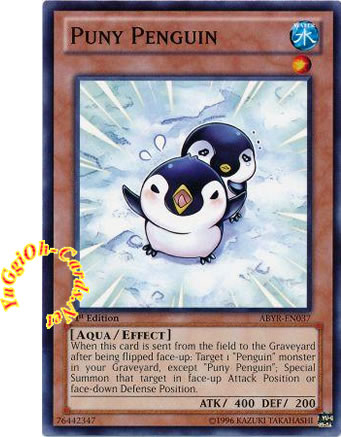 PUNY PENGUIN
WATER
水
YuGgiOh-Cards.Net
1st Edition
ABYR-EN037
[AQUA / EFFECT]
When this card is sent from the field to the Graveyard
after being flipped face-up: Target 1 "Penguin" monster
in your Graveyard, except "Puny Penguin"; Special
Summon that target in face-up Attack Position or
face-down Defense Position.
ATK/ 400 DEF/ 200
76442347
©1996 KAZUKI TAKAHASHI